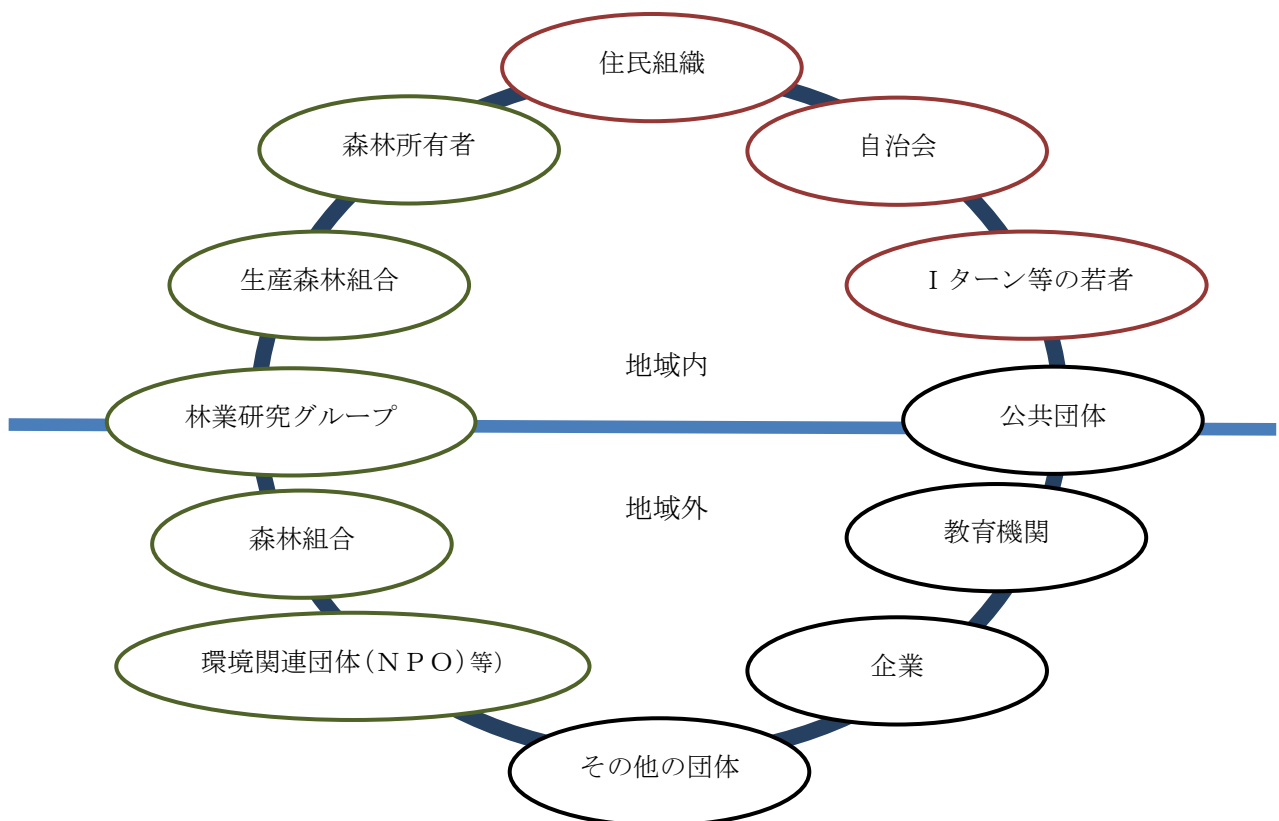 住民組織
森林所有者
自治会
生産森林組合
Ｉターン等の若者
地域内
林業研究グループ
公共団体
地域外
森林組合
教育機関
環境関連団体（ＮＰＯ）等）
企業
その他の団体